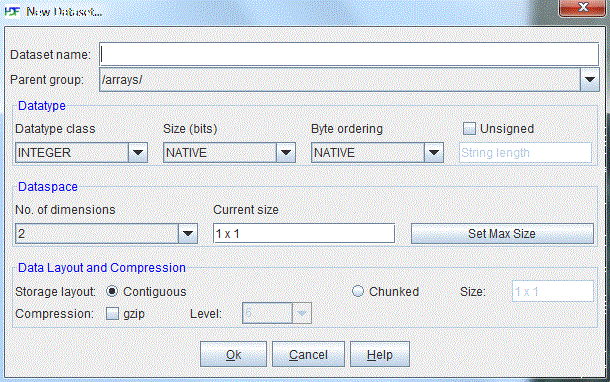 HDF New Dataset...
Dataset name:
Parent group: /arrays/
Datatype
Datatype class Size (bits) Byte ordering Unsigned
INTEGER NATIVE NATIVE String length
Dataspace
No. of dimensions Current size
2 1 x 1 Set Max Size
Data Layout and Compression
Storage layout: Contiguous Chunked Size: 1 x 1
Compression: gzip Level: 6
Ok Cancel Help